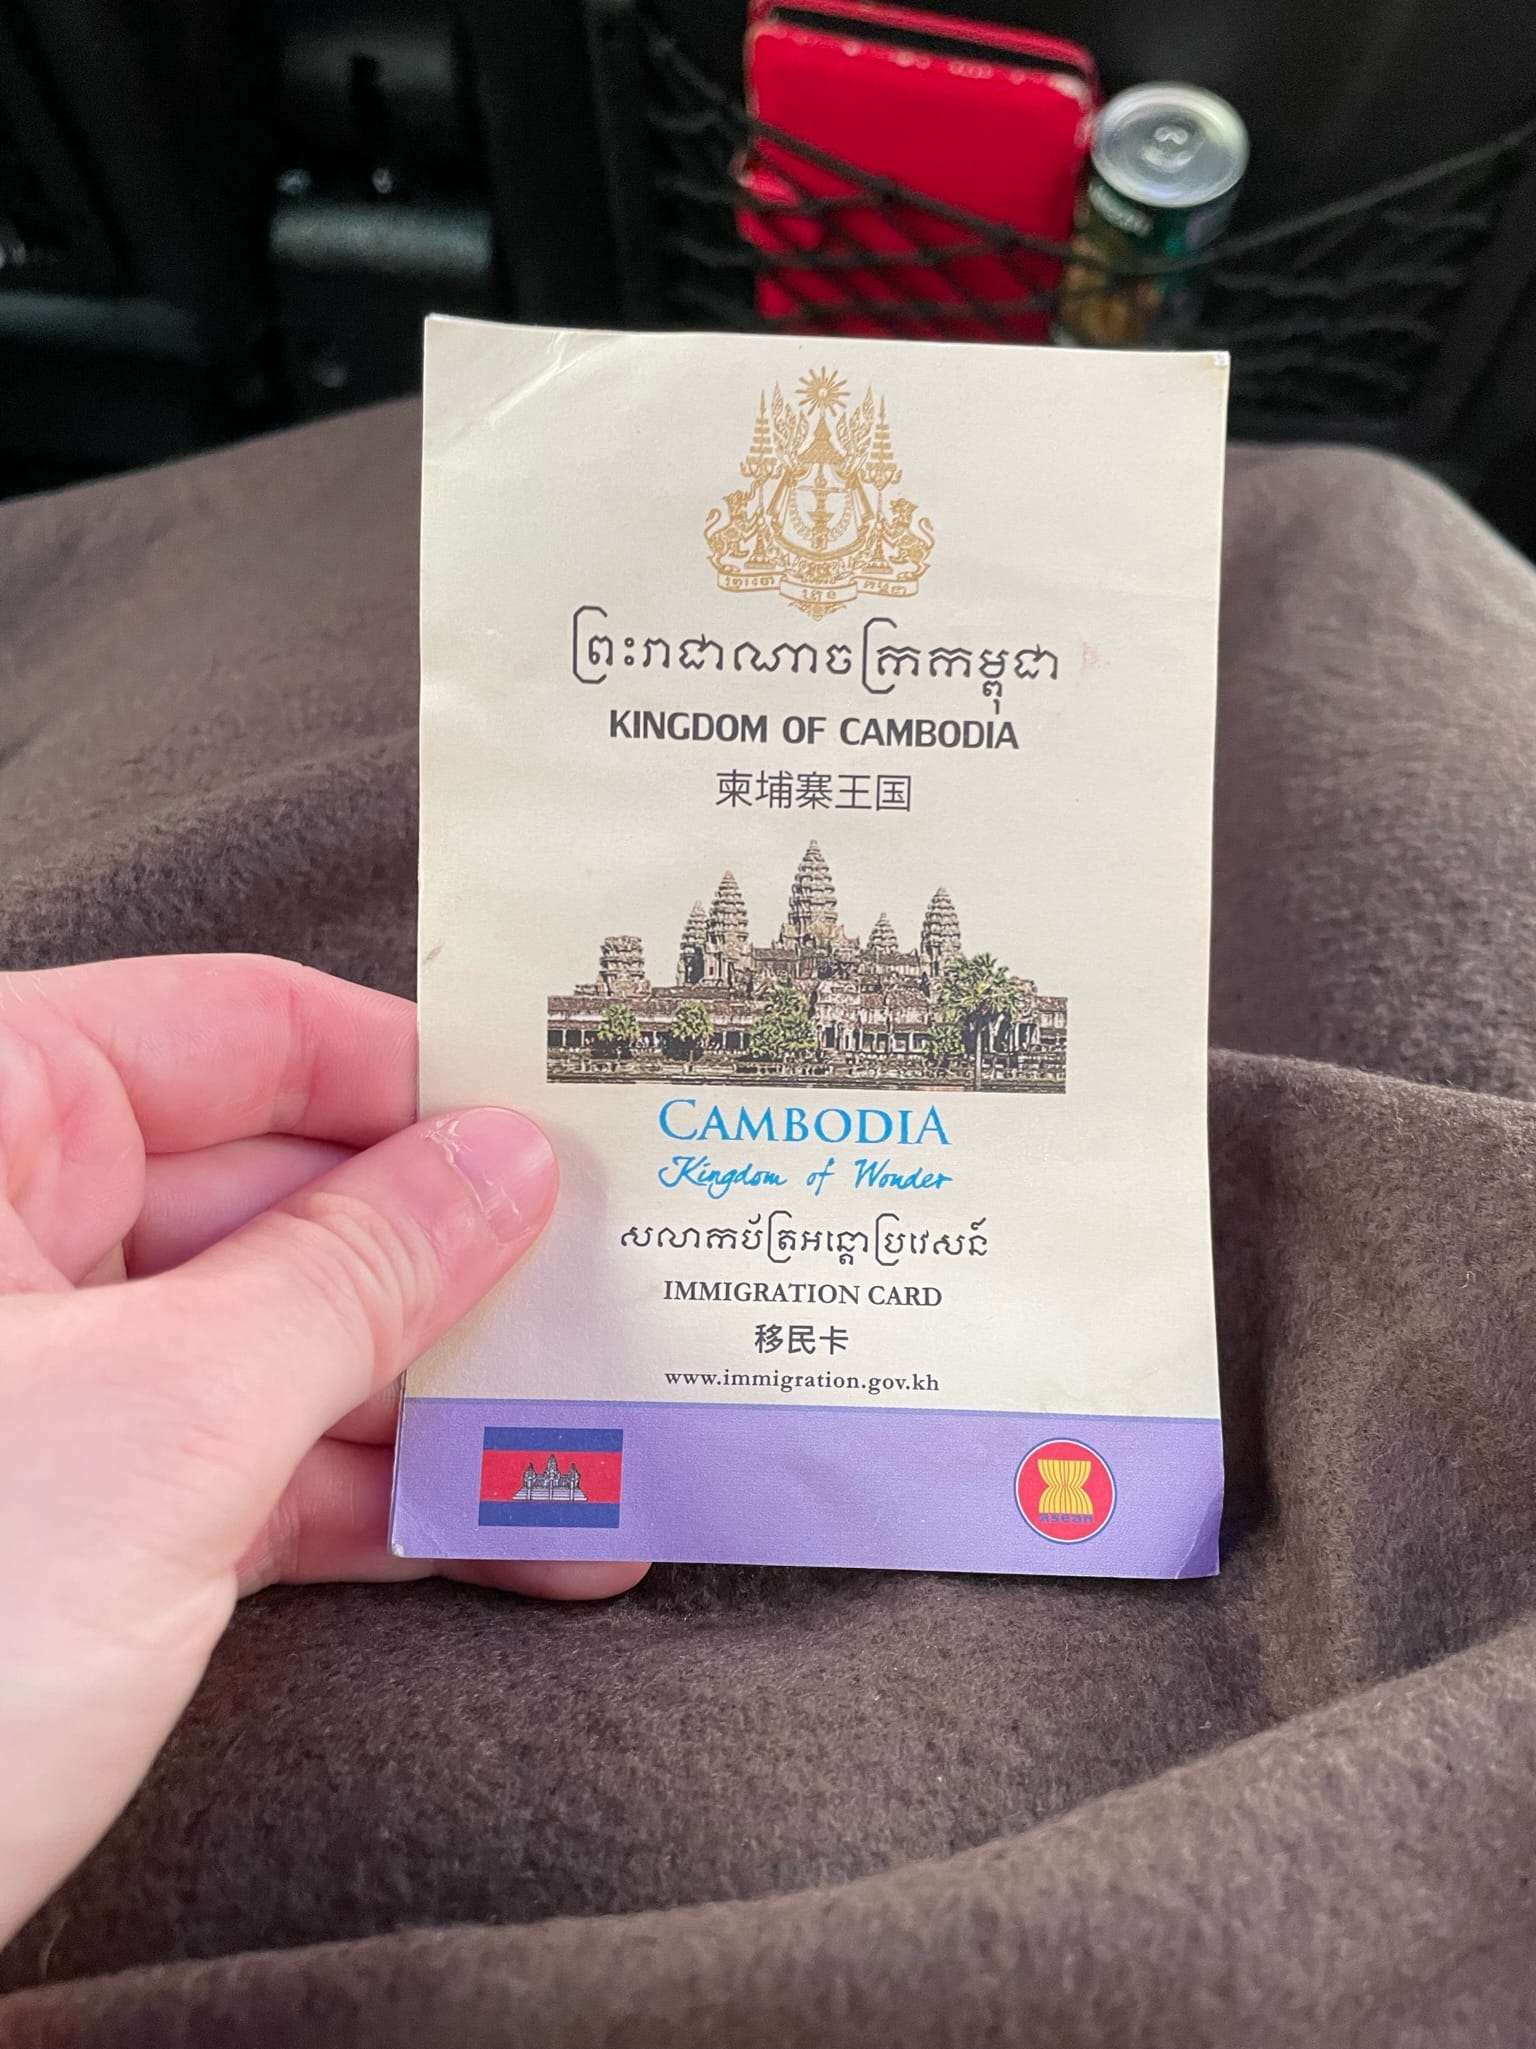 ព្រះរាជាណាចក្រកម្ពុជា
KINGDOM OF CAMBODIA
柬埔寨王国
CAMBODIA
Kingdom of Wonder
សលាកប័ត្រអន្តោប្រវេសន៍
IMMIGRATION CARD
移民卡
www.immigration.gov.kh
asean